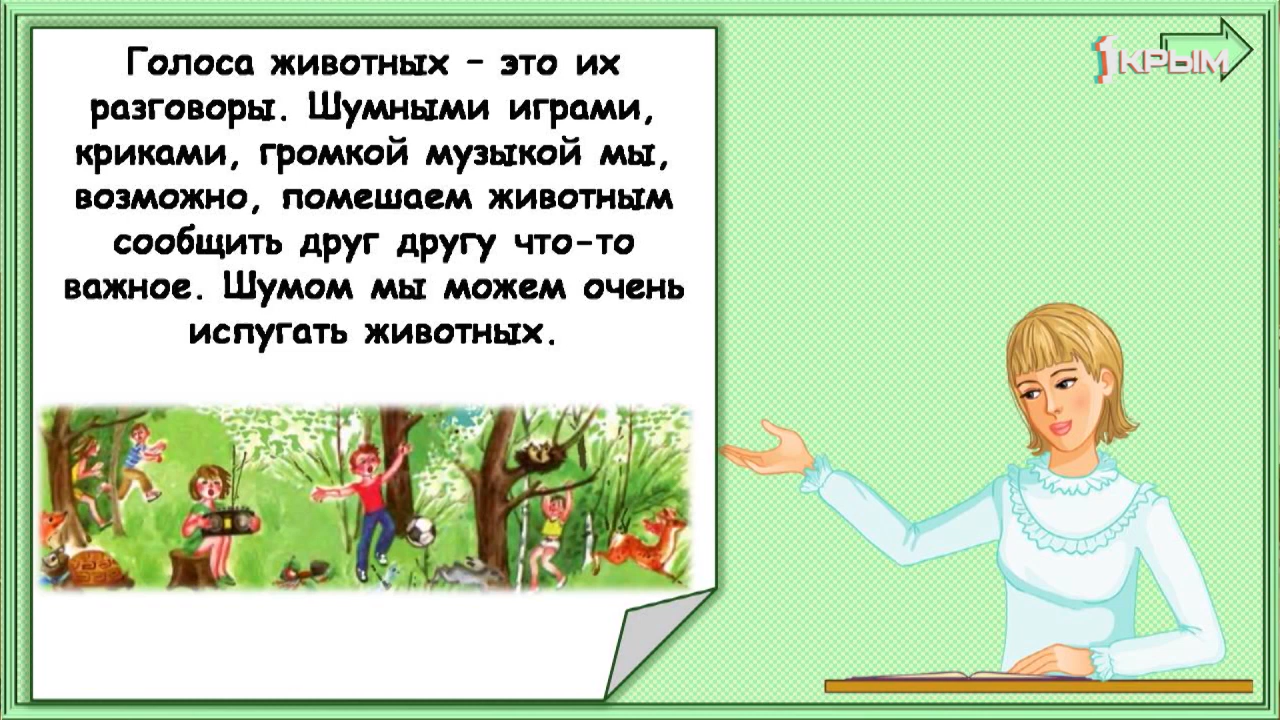 Голоса животных – это их
разговоры. Шумными играми,
криками, громкой музыкой мы,
возможно, помешаем животным
сообщить друг другу что-то
важное. Шумом мы можем очень
испугать животных.
1 КРЫМ